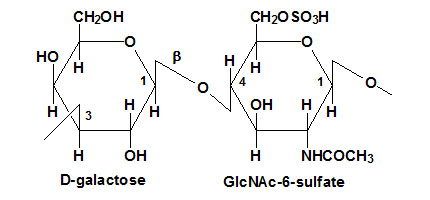 CH₂OH CH₂OSO₃H
O β O
HO H H H
1 O 4 1 O
H 3 H H OH H H
H OH H NHCOCH₃
D-galactose GlcNAc-6-sulfate